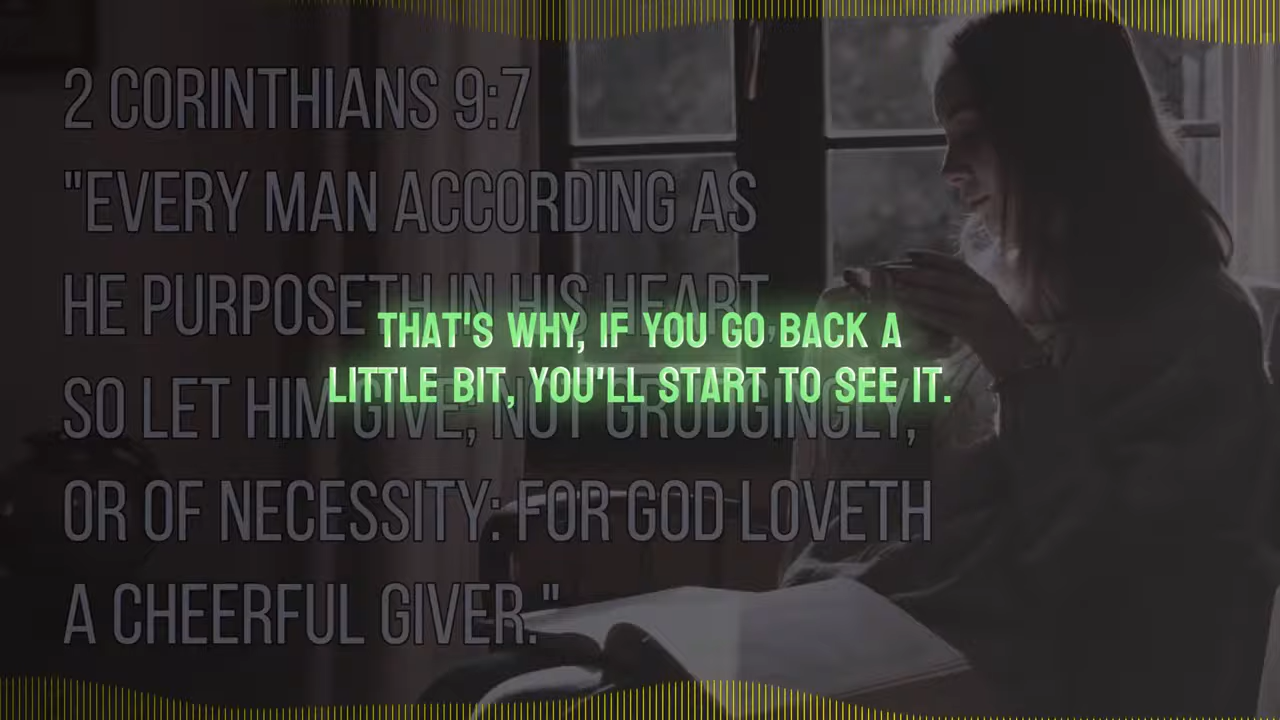 2 CORINTHIANS 9:7
"EVERY MAN ACCORDING AS
HE PURPOSETH IN HIS HEART,
SO LET HIM GIVE; NOT GRUDGINGLY,
OR OF NECESSITY: FOR GOD LOVETH
A CHEERFUL GIVER."
THAT'S WHY, IF YOU GO BACK A
LITTLE BIT, YOU'LL START TO SEE IT.